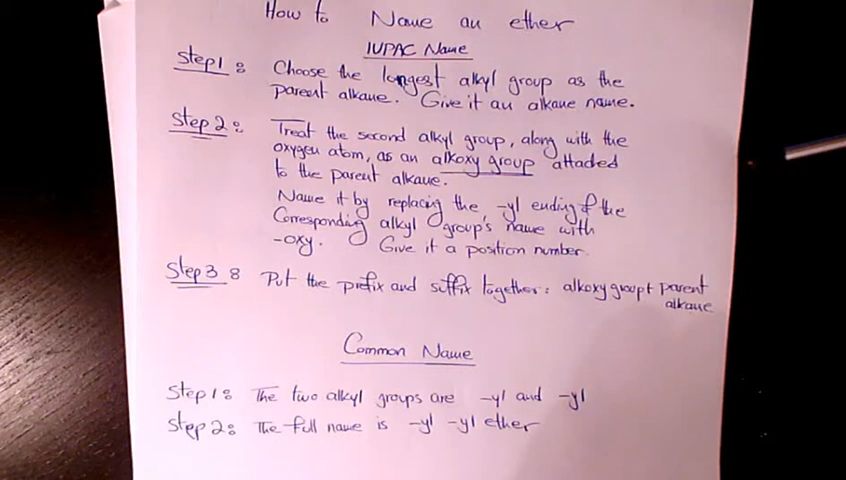 How to Name an ether
IUPAC Name
Step1: Choose the longest alkyl group as the
parent alkane. Give it an alkane name.
Step 2: Treat the second alkyl group, along with the
oxygen atom, as an alkoxy group attached
to the parent alkane.
Name it by replacing the -yl ending of the
Corresponding alkyl group's name with
-oxy. Give it a position number.
Step 3: Put the prefix and suffix together: alkoxy group+ parent
alkane
Common Name
Step 1: The two alkyl groups are -yl and -yl
Step 2: The full name is -yl -yl ether